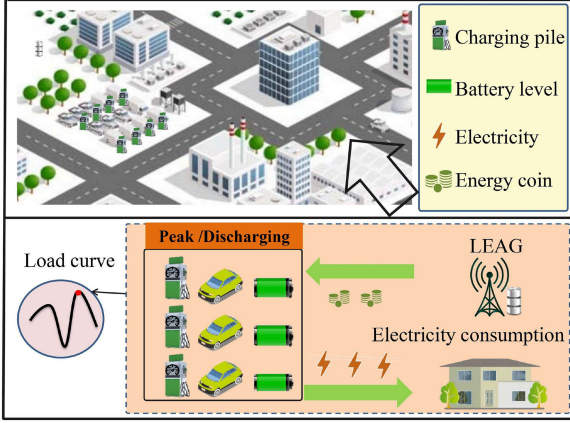 Charging pile
Battery level
Electricity
Energy coin
Peak /Discharging
Load curve
LEAG
Electricity consumption